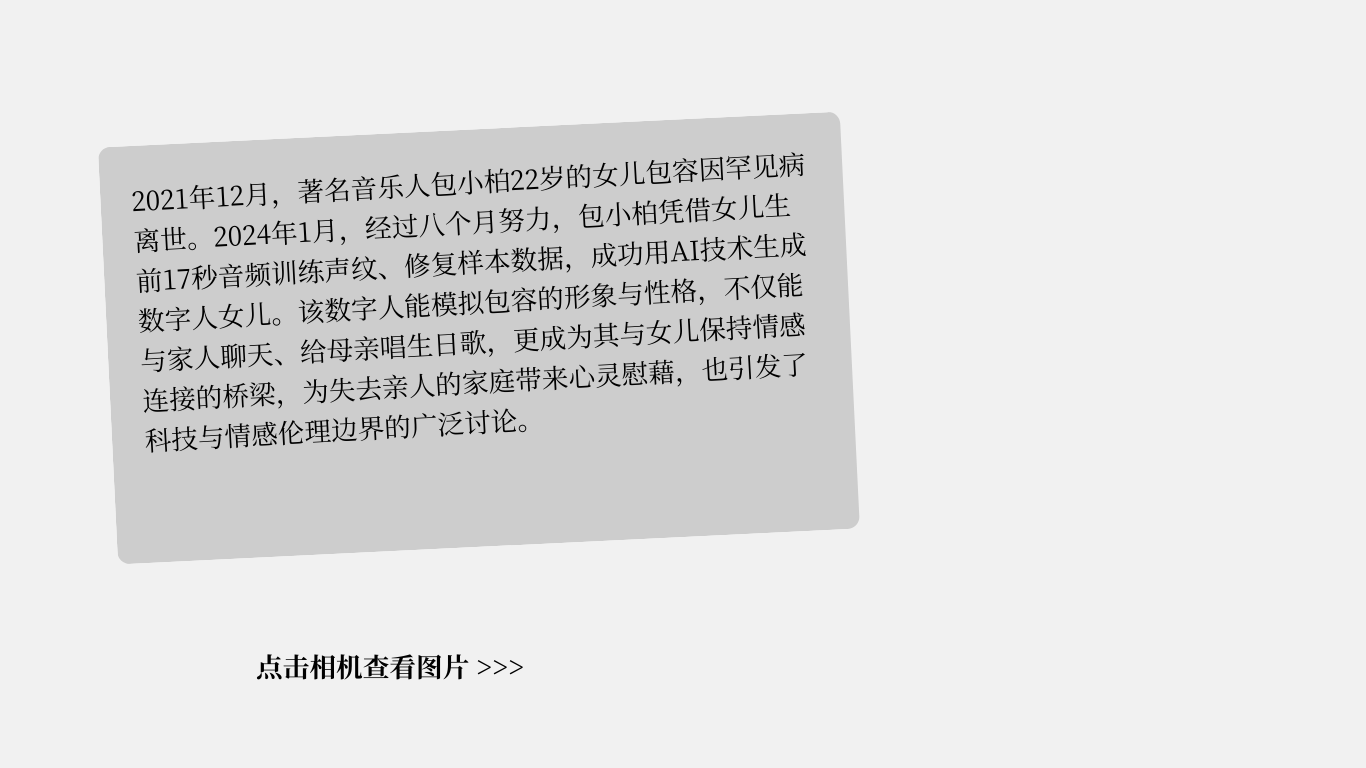 2021年12月，著名音乐人包小柏22岁的女儿包容因罕见病
离世。2024年1月，经过八个月努力，包小柏凭借女儿生
前17秒音频训练声纹、修复样本数据，成功用AI技术生成
数字人女儿。该数字人能模拟包容的形象与性格，不仅能
与家人聊天、给母亲唱生日歌，更成为其与女儿保持情感
连接的桥梁，为失去亲人的家庭带来心灵慰藉，也引发了
科技与情感伦理边界的广泛讨论。
点击相机查看图片 >>>